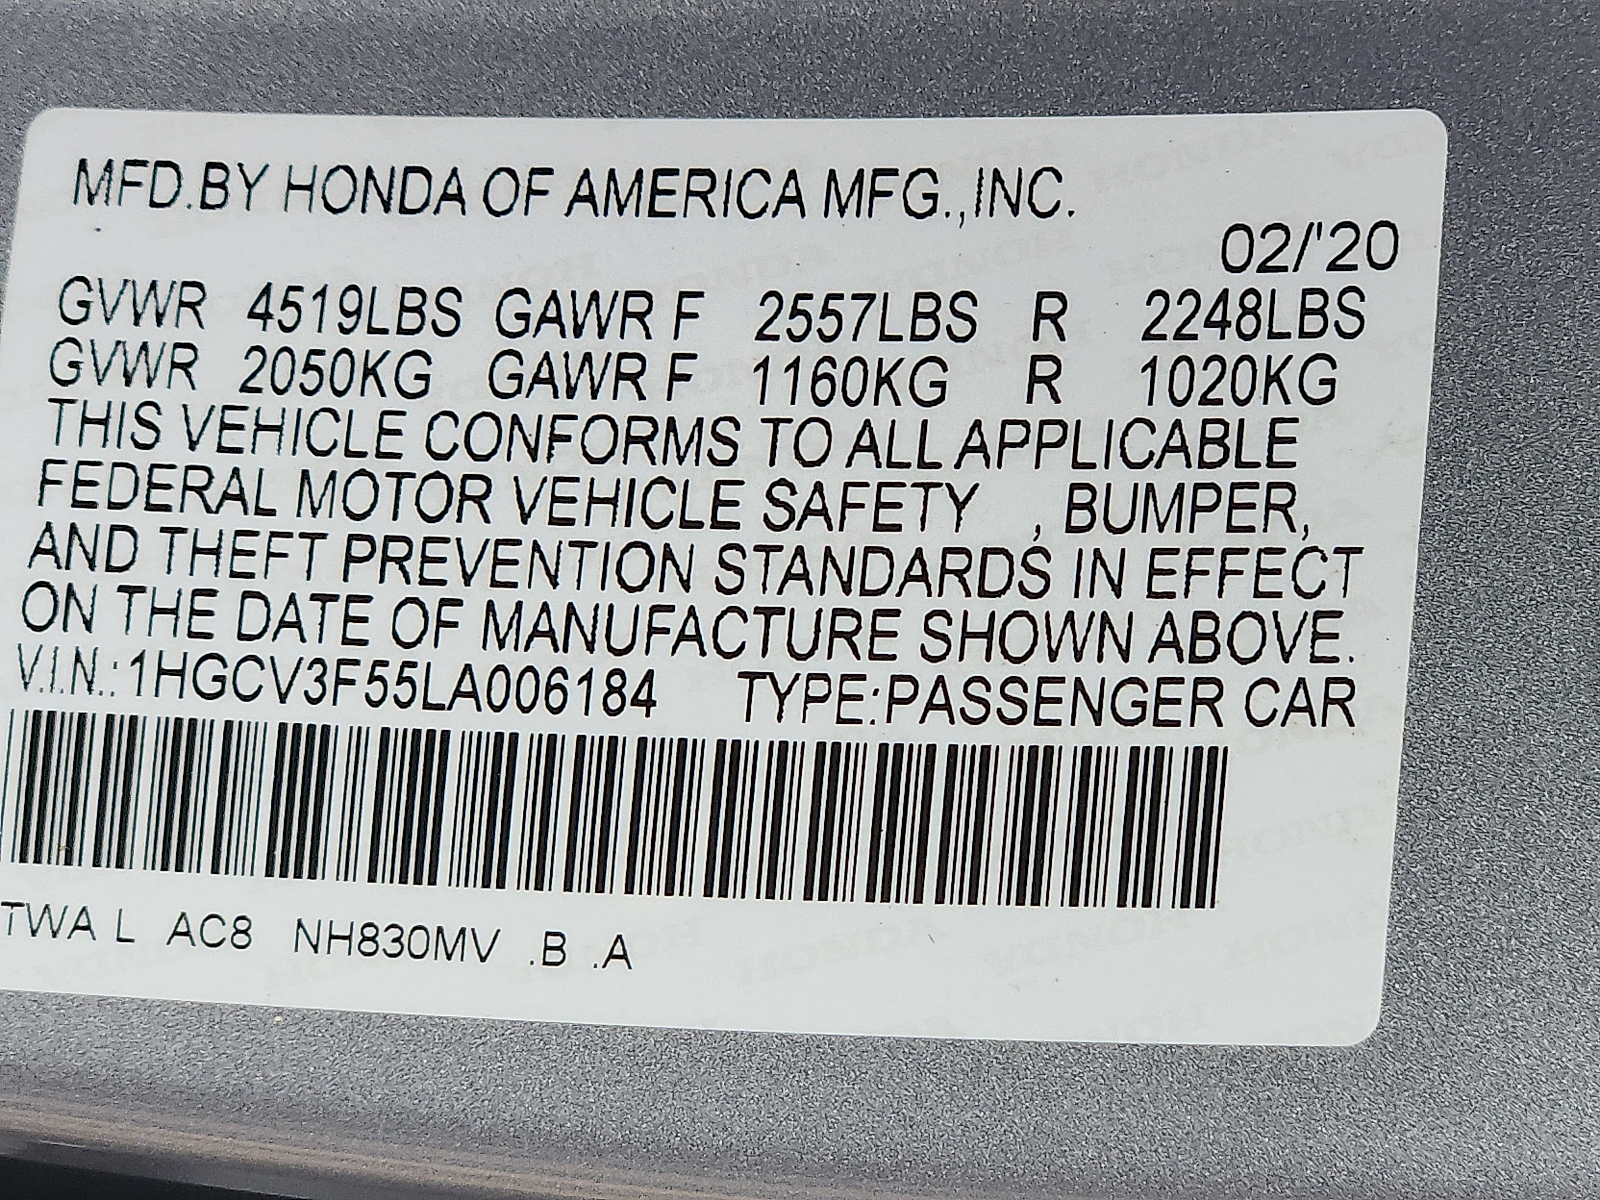 MFD.BY HONDA OF AMERICA MFG.,INC.
02/'20
GVWR 4519LBS GAWR F 2557LBS R 2248LBS
GVWR 2050KG GAWR F 1160KG R 1020KG
THIS VEHICLE CONFORMS TO ALL APPLICABLE
FEDERAL MOTOR VEHICLE SAFETY , BUMPER,
AND THEFT PREVENTION STANDARDS IN EFFECT
ON THE DATE OF MANUFACTURE SHOWN ABOVE.
V.I.N.:1HGCV3F55LA006184 TYPE:PASSENGER CAR
TWA L AC8 NH830MV .B .A